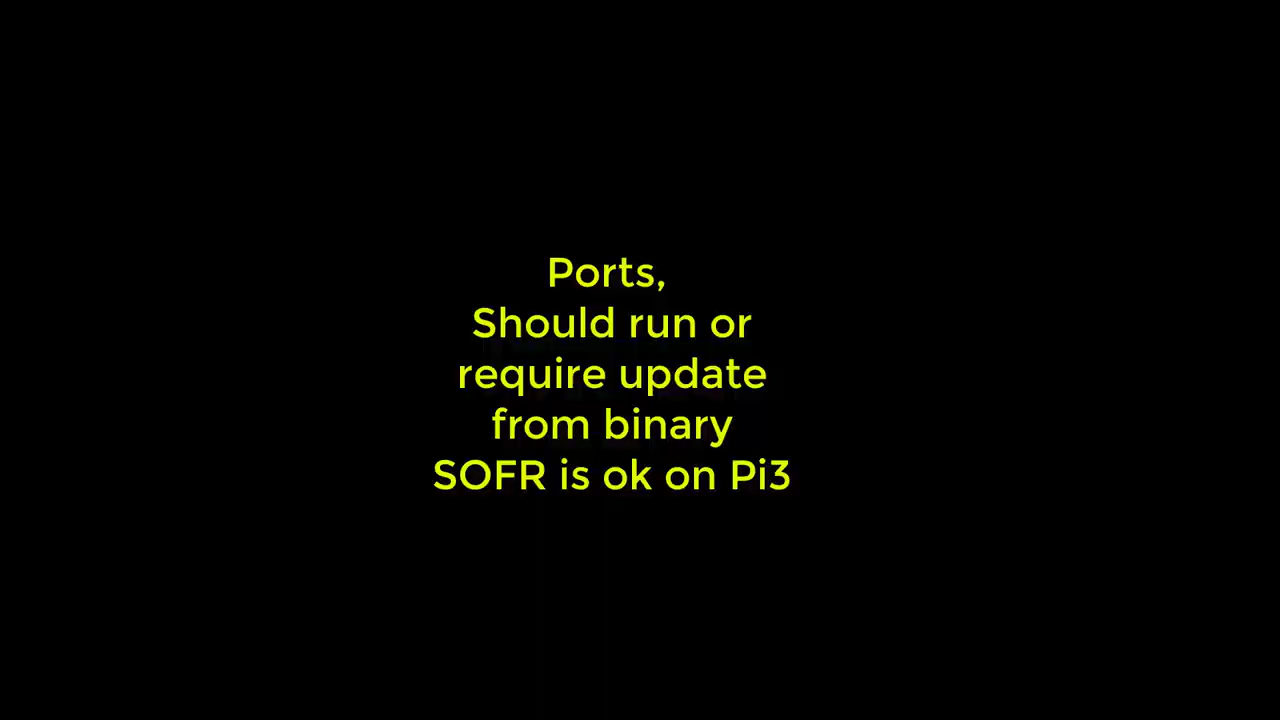 Ports,
Should run or
require update
from binary
SOFR is ok on Pi3